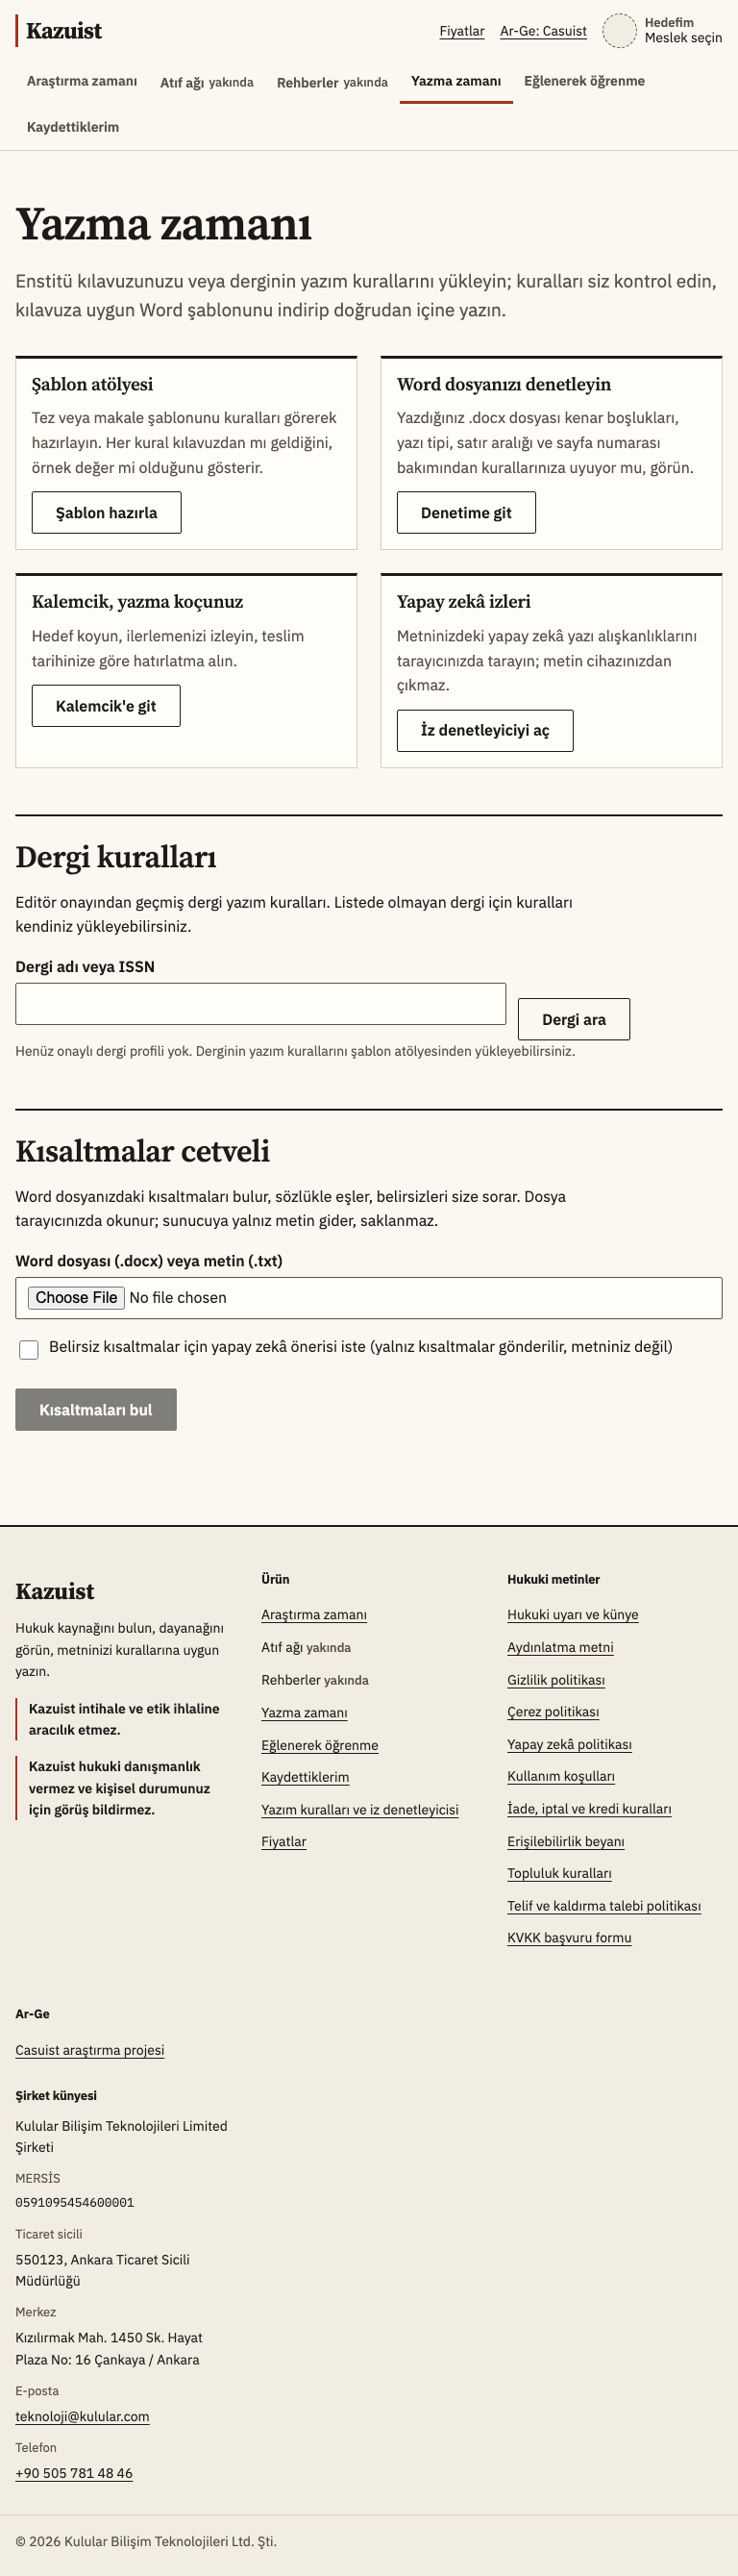 Kazuist
Fiyatlar
Ar-Ge: Casuist
Hedefim
Meslek seçin
Araştırma zamanı
Atıf ağı yakında
Rehberler yakında
Yazma zamanı
Eğlenerek öğrenme
Kaydettiklerim
Yazma zamanı
Enstitü kılavuzunuzu veya derginin yazım kurallarını yükleyin; kuralları siz kontrol edin,
kılavuza uygun Word şablonunu indirip doğrudan içine yazın.
Şablon atölyesi
Tez veya makale şablonunu kuralları görerek
hazırlayın. Her kural kılavuzdan mı geldiğini,
örnek değer mi olduğunu gösterir.
Şablon hazırla
Word dosyanızı denetleyin
Yazdığınız .docx dosyası kenar boşlukları,
yazı tipi, satır aralığı ve sayfa numarası
bakımından kurallarınıza uyuyor mu, görün.
Denetime git
Kalemcik, yazma koçunuz
Hedef koyun, ilerlemenizi izleyin, teslim
tarihinize göre hatırlatma alın.
Kalemcik'e git
Yapay zekâ izleri
Metninizdeki yapay zekâ yazı alışkanlıklarını
tarayıcınızda tarayın; metin cihazınızdan
çıkmaz.
İz denetleyiciyi aç
Dergi kuralları
Editör onayından geçmiş dergi yazım kuralları. Listede olmayan dergi için kuralları
kendiniz yükleyebilirsiniz.
Dergi adı veya ISSN
Dergi ara
Henüz onaylı dergi profili yok. Derginin yazım kurallarını şablon atölyesinden yükleyebilirsiniz.
Kısaltmalar cetveli
Word dosyanızdaki kısaltmaları bulur, sözlükle eşler, belirsizleri size sorar. Dosya
tarayıcınızda okunur; sunucuya yalnız metin gider, saklanmaz.
Word dosyası (.docx) veya metin (.txt)
Choose File No file chosen
Belirsiz kısaltmalar için yapay zekâ önerisi iste (yalnız kısaltmalar gönderilir, metniniz değil)
Kısaltmaları bul
Kazuist
Hukuk kaynağını bulun, dayanağını
görün, metninizi kurallarına uygun
yazın.
Kazuist intihale ve etik ihlaline
aracılık etmez.
Kazuist hukuki danışmanlık
vermez ve kişisel durumunuz
için görüş bildirmez.
Ürün
Araştırma zamanı
Atıf ağı yakında
Rehberler yakında
Yazma zamanı
Eğlenerek öğrenme
Kaydettiklerim
Yazım kuralları ve iz denetleyicisi
Fiyatlar
Hukuki metinler
Hukuki uyarı ve künye
Aydınlatma metni
Gizlilik politikası
Çerez politikası
Yapay zekâ politikası
Kullanım koşulları
İade, iptal ve kredi kuralları
Erişilebilirlik beyanı
Topluluk kuralları
Telif ve kaldırma talebi politikası
KVKK başvuru formu
Ar-Ge
Casuist araştırma projesi
Şirket künyesi
Kulular Bilişim Teknolojileri Limited
Şirketi
MERSİS
0591095454600001
Ticaret sicili
550123, Ankara Ticaret Sicili
Müdürlüğü
Merkez
Kızılırmak Mah. 1450 Sk. Hayat
Plaza No: 16 Çankaya / Ankara
E-posta
teknoloji@kulular.com
Telefon
+90 505 781 48 46
© 2026 Kulular Bilişim Teknolojileri Ltd. Şti.